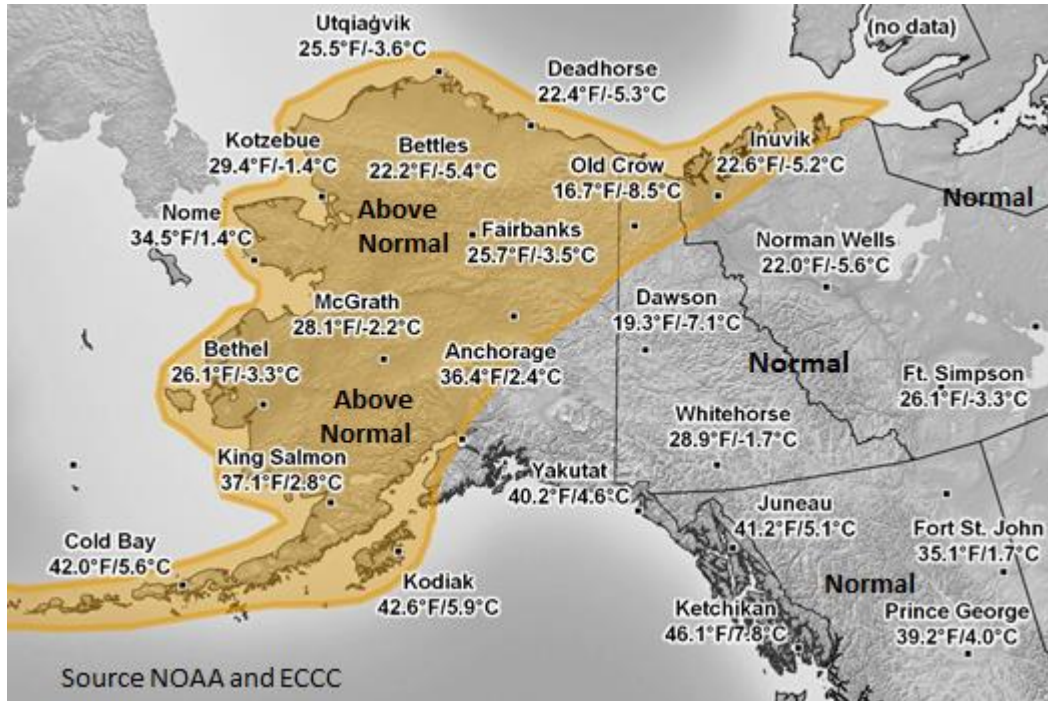 Utqiaġvik
25.5°F/-3.6°C
(no data)
Deadhorse
22.4°F/-5.3°C
Kotzebue
29.4°F/-1.4°C
Bettles
22.2°F/-5.4°C
Old Crow
16.7°F/-8.5°C
Inuvik
22.6°F/-5.2°C
Normal
Nome
34.5°F/1.4°C
Above
Normal
Fairbanks
25.7°F/-3.5°C
Norman Wells
22.0°F/-5.6°C
McGrath
28.1°F/-2.2°C
Dawson
19.3°F/-7.1°C
Bethel
26.1°F/-3.3°C
Anchorage
36.4°F/2.4°C
Normal
Ft. Simpson
26.1°F/-3.3°C
Above
Normal
Whitehorse
28.9°F/-1.7°C
King Salmon
37.1°F/2.8°C
Yakutat
40.2°F/4.6°C
Juneau
41.2°F/5.1°C
Fort St. John
35.1°F/1.7°C
Cold Bay
42.0°F/5.6°C
Kodiak
42.6°F/5.9°C
Normal
Ketchikan
46.1°F/7.8°C
Prince George
39.2°F/4.0°C
Source NOAA and ECCC